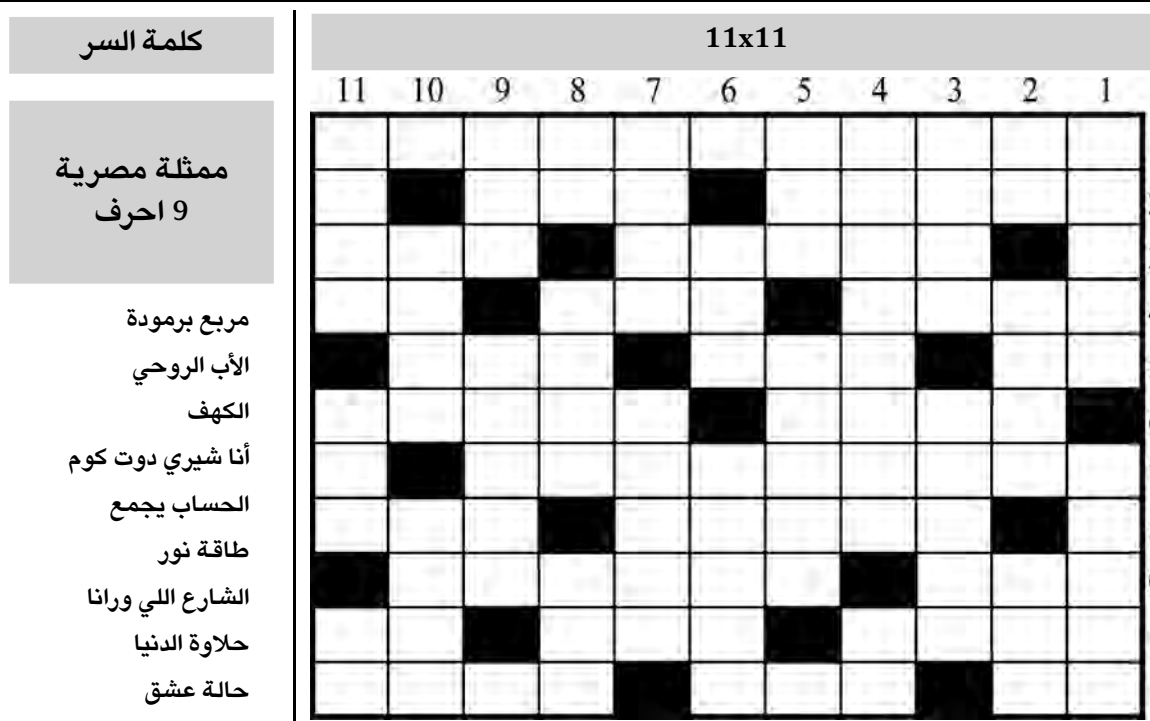 كلمة السر
ممثلة مصرية
9 احرف
مربع برمودة
الأب الروحي
الكهف
أنا شيري دوت كوم
الحساب يجمع
طاقة نور
الشارع اللي ورانا
حلاوة الدنيا
حالة عشق
11x11
11 10 9 8 7 6 5 4 3 2 1